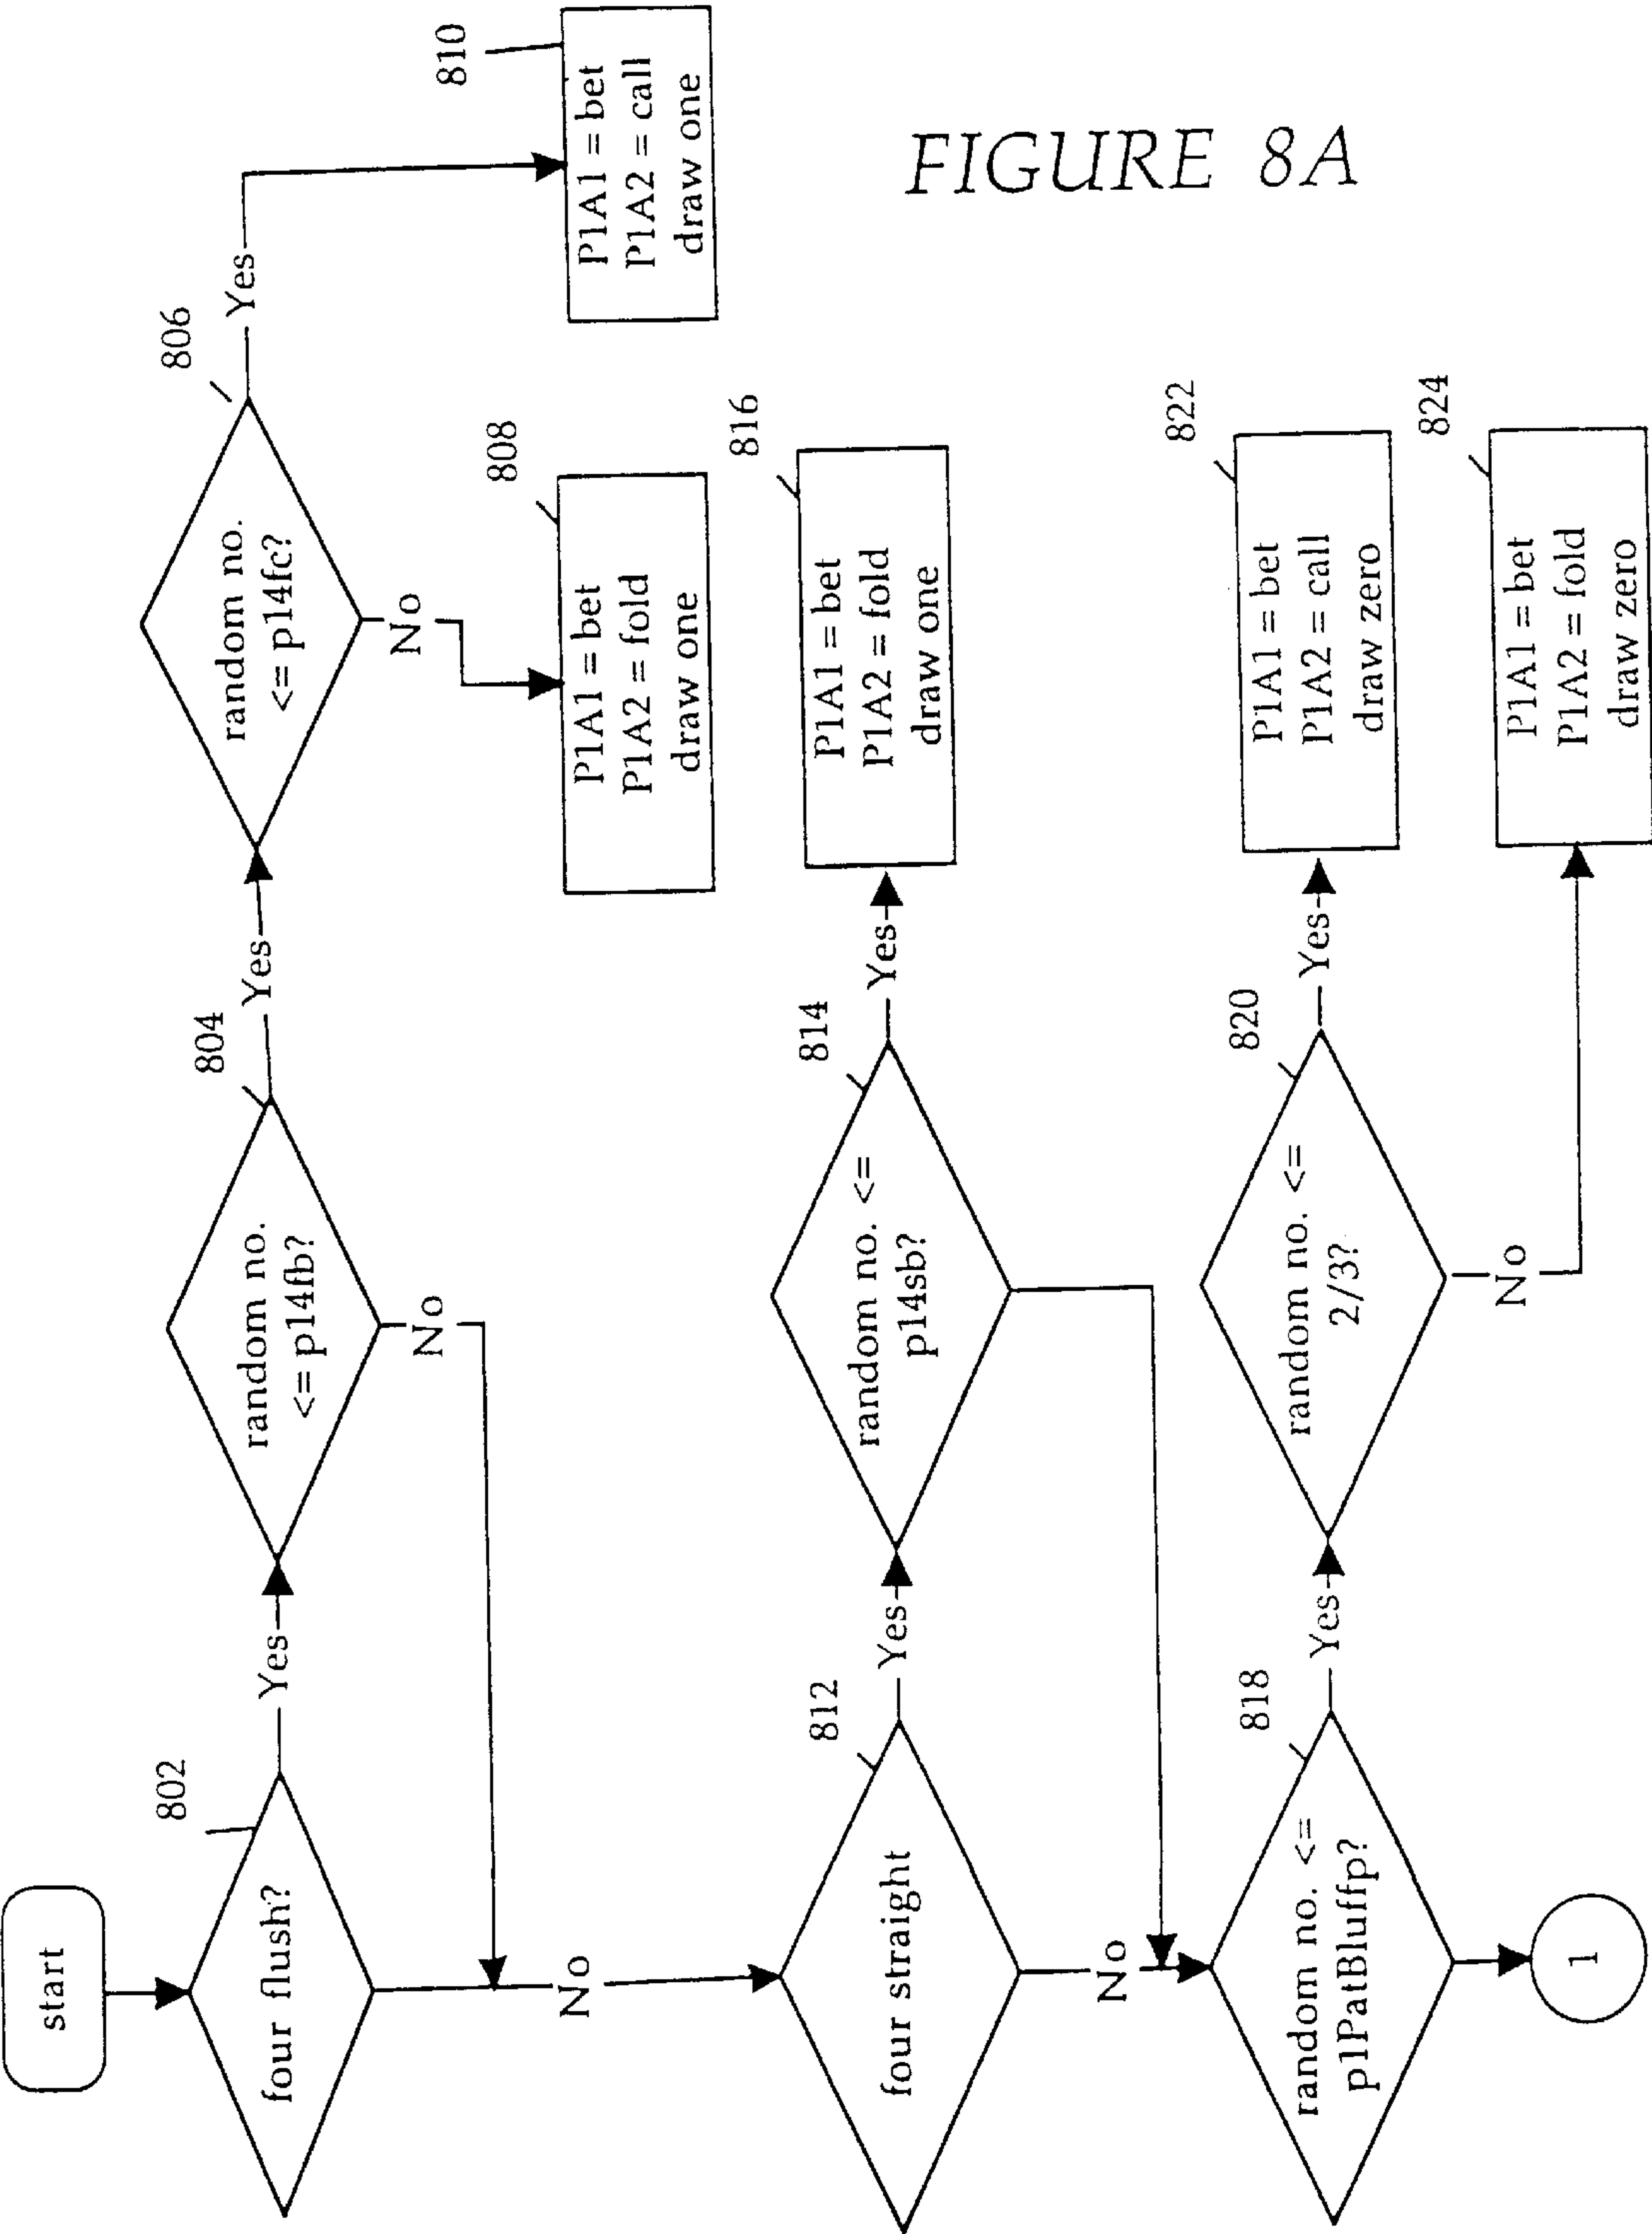 start
802
four flush?
Yes
804
random no.
<= p14fb?
Yes
806
random no.
<= p14fc?
Yes
810
P1A1 = bet
P1A2 = call
draw one
No
808
P1A1 = bet
P1A2 = fold
draw one
No
No
812
four straight
Yes
814
random no. <=
p14sb?
Yes
816
P1A1 = bet
P1A2 = fold
draw one
No
818
random no. <=
p1PatBluffp?
Yes
820
random no. <=
2/3?
Yes
822
P1A1 = bet
P1A2 = call
draw zero
No
824
P1A1 = bet
P1A2 = fold
draw zero
1
FIGURE 8A